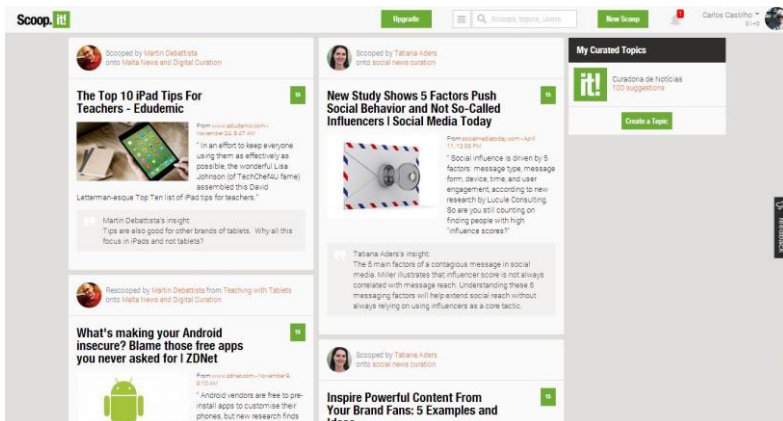 Scoop.it!
Upgrade
Scoops, topics, users
New Scoop
Carlos Castilho
Scooped by Martin Debattista
onto Malta News and Digital Curation
The Top 10 iPad Tips For
Teachers - Edudemic
From www.edudemic.com -
November 24, 8:47 AM
"In an effort to keep everyone
using them as effectively as
possible, the wonderful Lisa
Johnson (of TechChef4U fame)
assembled this David
Letterman-esque Top Ten list of iPad tips for teachers."
Martin Debattista's insight:
Tips are also good for other brands of tablets. Why all this
focus in iPads and not tablets?
Rescooped by Martin Debattista from Teaching with Tablets
onto Malta News and Digital Curation
What's making your Android
insecure? Blame those free apps
you never asked for | ZDNet
From www.zdnet.com - November 9,
"Android vendors are free to pre-
install apps to customise their
phones, but new research finds
Scooped by Tatiana Aders
onto social news curation
New Study Shows 5 Factors Push
Social Behavior and Not So-Called
Influencers | Social Media Today
From socialmediatoday.com - April
"Social influence is driven by 5
factors: message type, message
form, device, time, and user
engagement, according to new
research by Lucule Consulting.
So are you still counting on
finding people with high
"influence scores?"
Tatiana Aders's insight:
The 5 main factors of a contagious message in social
media. Miller illustrates that influencer score is not always
correlated with message reach. Understanding these 5
messaging factors will help extend social reach without
always relying on using influencers as a core tactic.
Scooped by Tatiana Aders
onto social news curation
Inspire Powerful Content From
Your Brand Fans: 5 Examples and
Ideas
My Curated Topics
it!
Curadoria de Notícias
100 suggestions
Create a Topic
Feedback